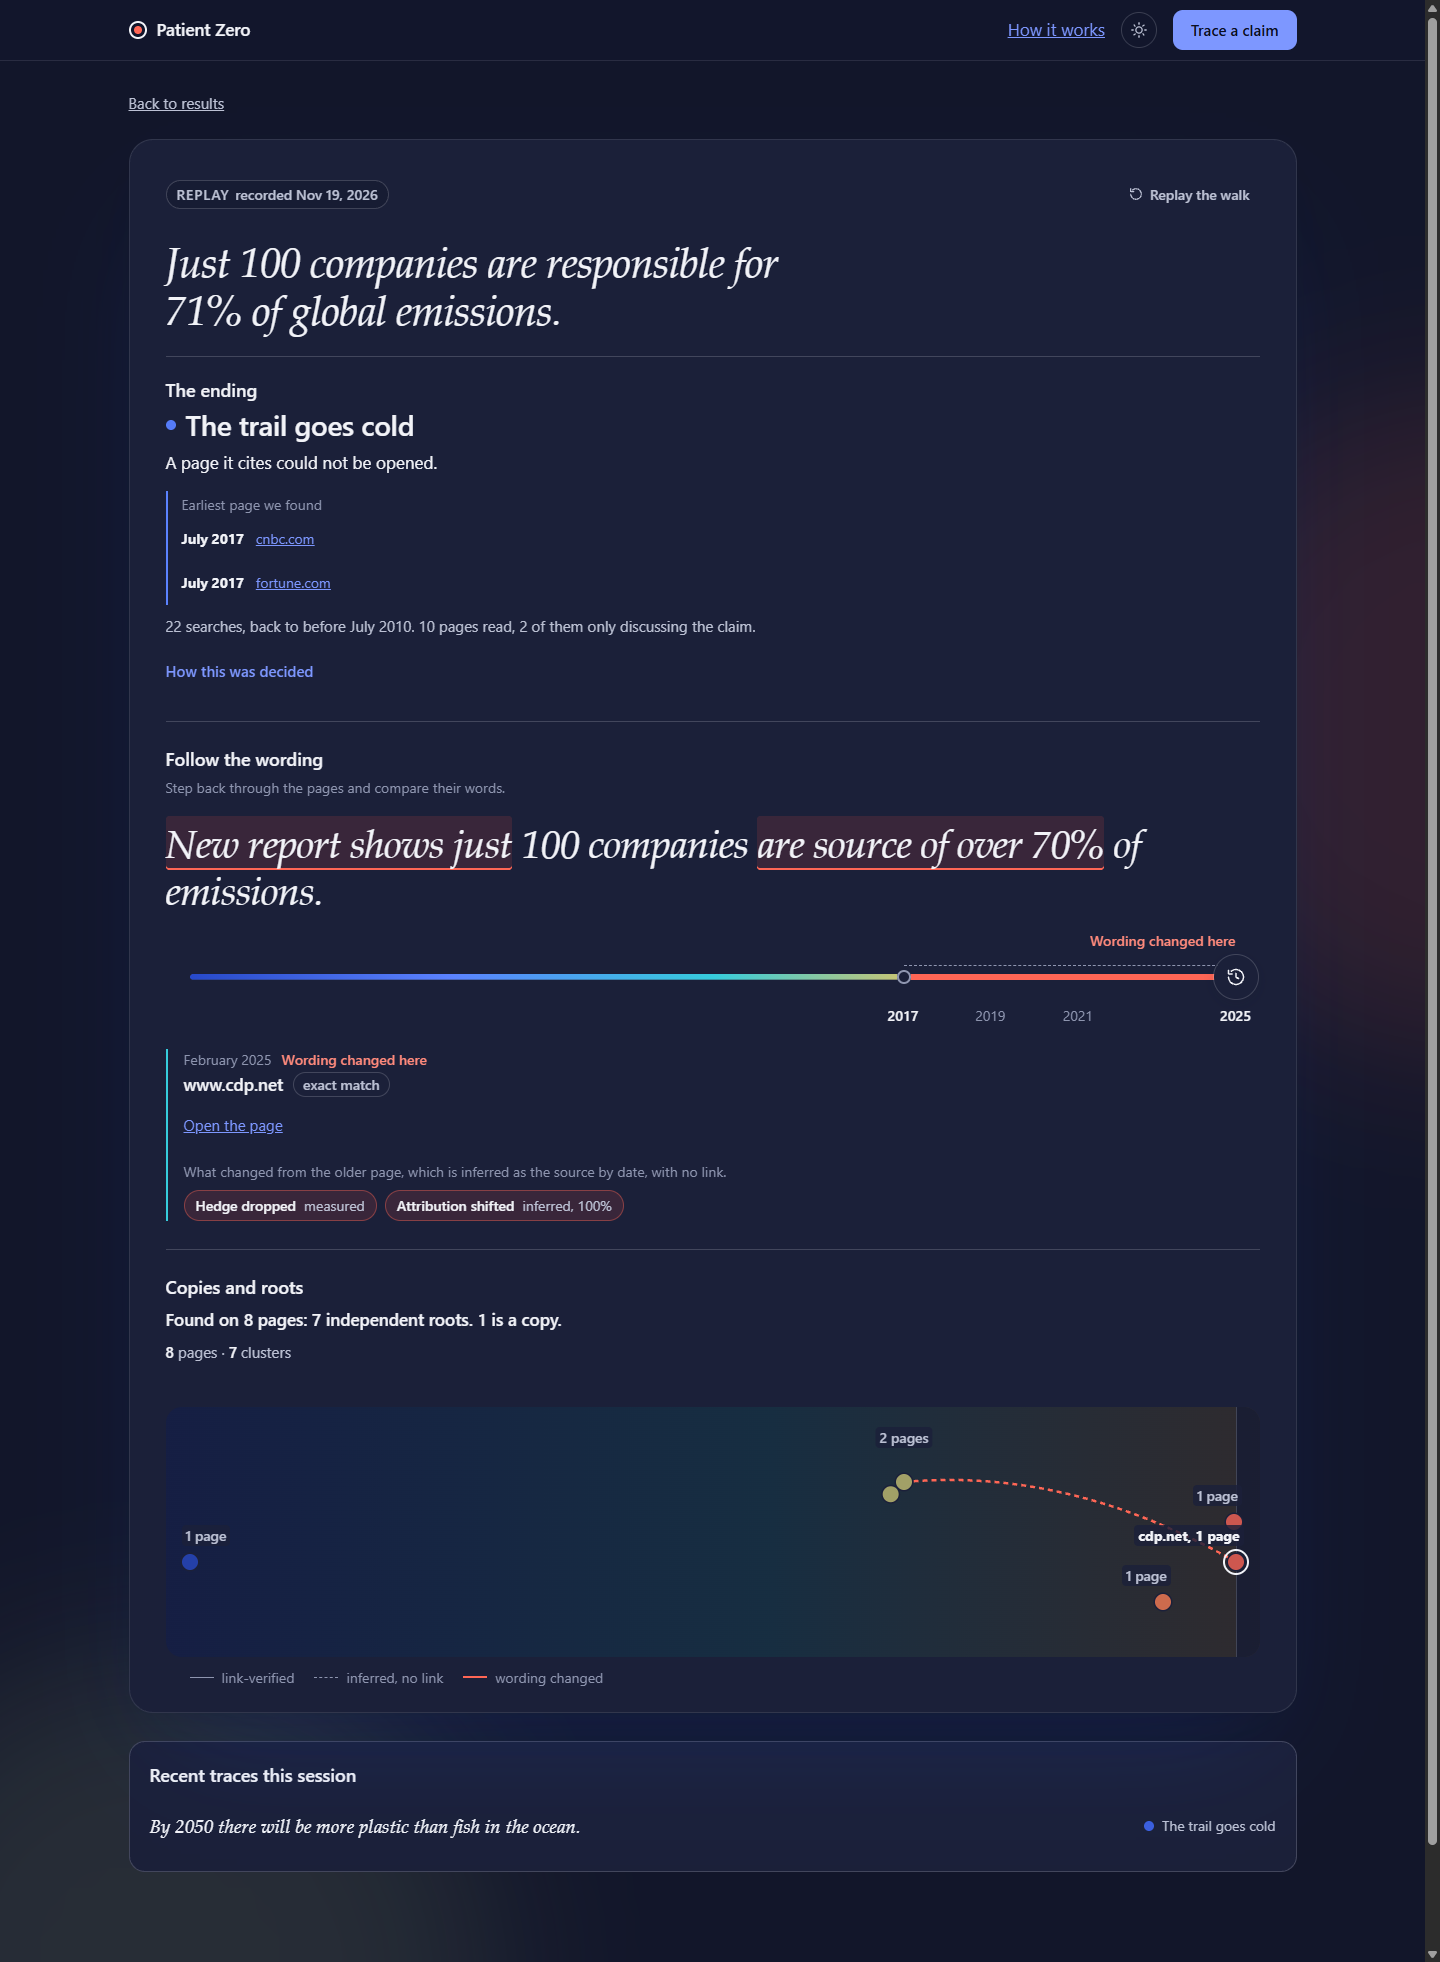 Patient Zero
How it works
Trace a claim
Back to results
REPLAY recorded Nov 19, 2026
Replay the walk
Just 100 companies are responsible for
71% of global emissions.
The ending
The trail goes cold
A page it cites could not be opened.
Earliest page we found
July 2017 cnbc.com
July 2017 fortune.com
22 searches, back to before July 2010. 10 pages read, 2 of them only discussing the claim.
How this was decided
Follow the wording
Step back through the pages and compare their words.
New report shows just 100 companies are source of over 70% of
emissions.
Wording changed here
2017 2019 2021 2025
February 2025 Wording changed here
www.cdp.net exact match
Open the page
What changed from the older page, which is inferred as the source by date, with no link.
Hedge dropped measured Attribution shifted inferred, 100%
Copies and roots
Found on 8 pages: 7 independent roots. 1 is a copy.
8 pages · 7 clusters
2 pages
1 page
1 page
cdp.net, 1 page
1 page
link-verified inferred, no link wording changed
Recent traces this session
By 2050 there will be more plastic than fish in the ocean.
The trail goes cold